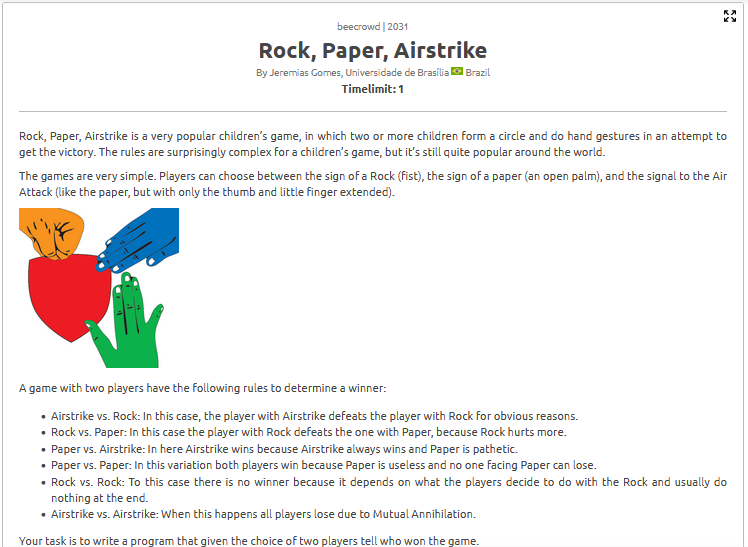 beecrowd | 2031
Rock, Paper, Airstrike
By Jeremias Gomes, Universidade de Brasília Brazil
Timelimit: 1
Rock, Paper, Airstrike is a very popular children's game, in which two or more children form a circle and do hand gestures in an attempt to
get the victory. The rules are surprisingly complex for a children's game, but it's still quite popular around the world.
The games are very simple. Players can choose between the sign of a Rock (fist), the sign of a paper (an open palm), and the signal to the Air
Attack (like the paper, but with only the thumb and little finger extended).
A game with two players have the following rules to determine a winner:
• Airstrike vs. Rock: In this case, the player with Airstrike defeats the player with Rock for obvious reasons.
• Rock vs. Paper: In this case the player with Rock defeats the one with Paper, because Rock hurts more.
• Paper vs. Airstrike: In here Airstrike wins because Airstrike always wins and Paper is pathetic.
• Paper vs. Paper: In this variation both players win because Paper is useless and no one facing Paper can lose.
• Rock vs. Rock: To this case there is no winner because it depends on what the players decide to do with the Rock and usually do
nothing at the end.
• Airstrike vs. Airstrike: When this happens all players lose due to Mutual Annihilation.
Your task is to write a program that given the choice of two players tell who won the game.